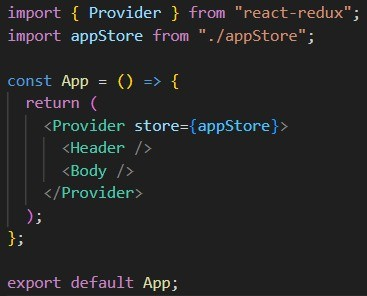 import { Provider } from "react-redux";
import appStore from "./appStore";
const App = () => {
return (
<Provider store={appStore}>
<Header />
<Body />
</Provider>
);
};
export default App;